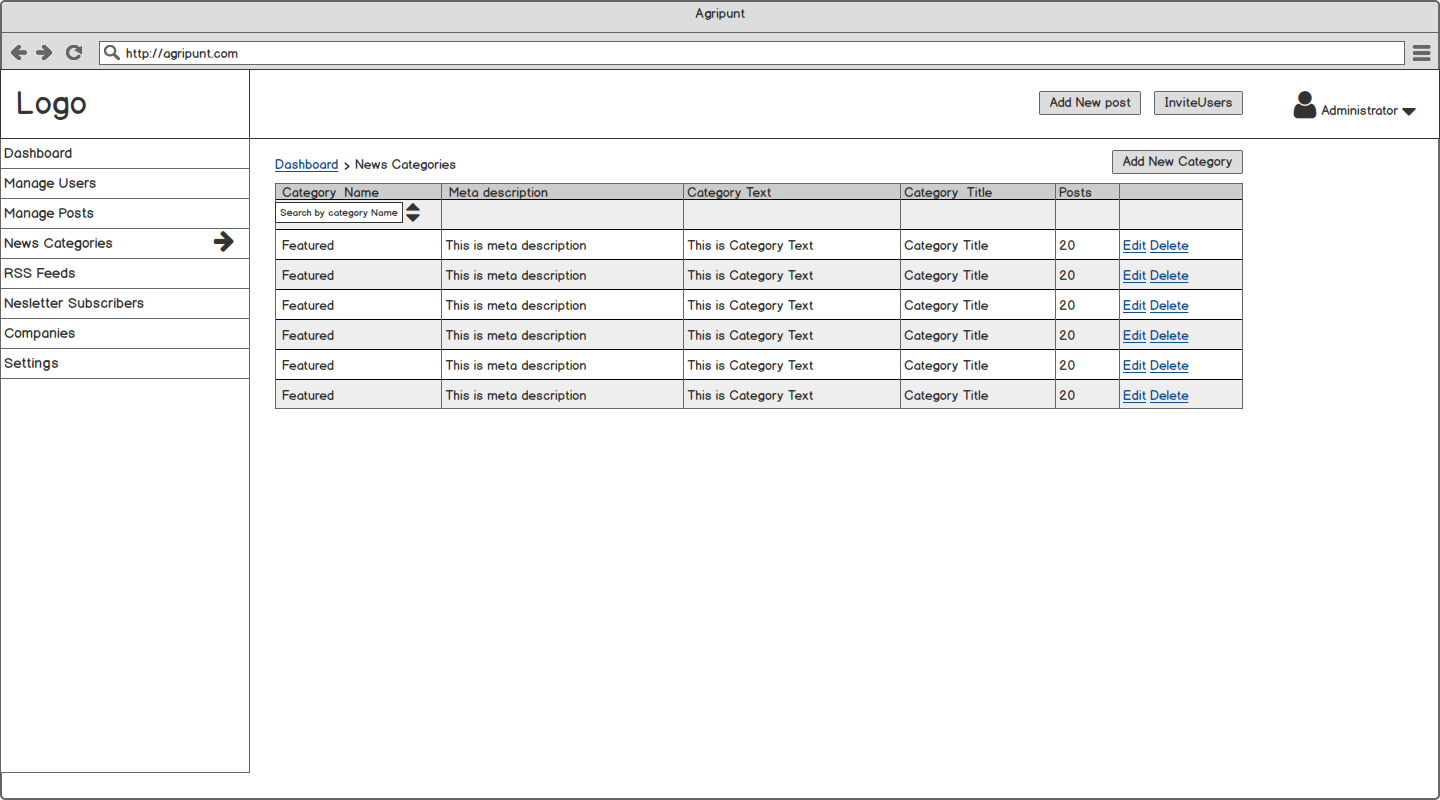 Agripunt
http://agripunt.com
Logo
Add New post
InviteUsers
Administrator
Dashboard
Manage Users
Manage Posts
News Categories
RSS Feeds
Nesletter Subscribers
Companies
Settings
Dashboard > News Categories
Add New Category
Category Name Meta description Category Text Category Title Posts
Search by category Name
Featured This is meta description This is Category Text Category Title 20 Edit Delete
Featured This is meta description This is Category Text Category Title 20 Edit Delete
Featured This is meta description This is Category Text Category Title 20 Edit Delete
Featured This is meta description This is Category Text Category Title 20 Edit Delete
Featured This is meta description This is Category Text Category Title 20 Edit Delete
Featured This is meta description This is Category Text Category Title 20 Edit Delete